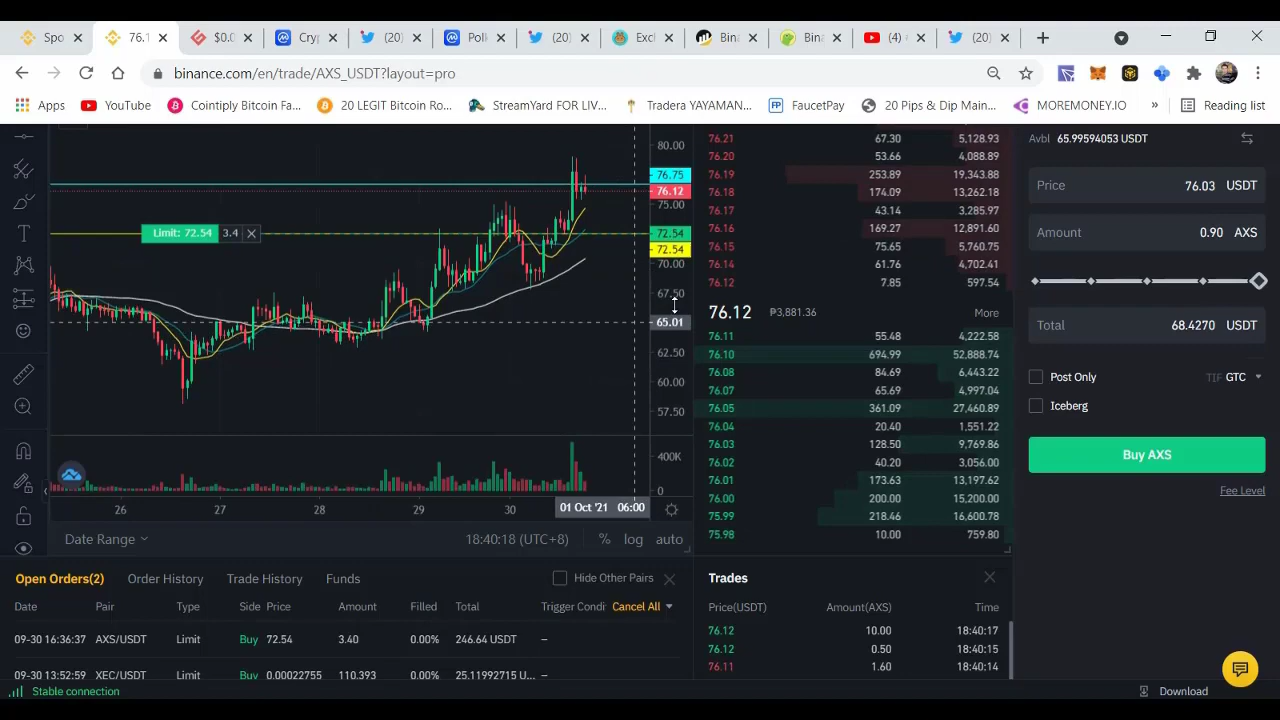 Spo
76.1
$0.
Cryp
(20)
Polk
(20)
Excl
Bina
Bina
(4)
(20)
binance.com/en/trade/AXS_USDT?layout=pro
Apps YouTube Cointiply Bitcoin Fa... 20 LEGIT Bitcoin Ro... StreamYard FOR LIV... Tradera YAYAMAN... FaucetPay 20 Pips & Dip Main... MOREMONEY.IO » Reading list
80.00
76.75
76.12
75.00
Limit: 72.54 3.4
72.54
72.54
70.00
67.50
65.01
62.50
60.00
57.50
400K
0
26 27 28 29 30 01 Oct '21 06:00
Date Range 18:40:18 (UTC+8) % log auto
76.21 67.30 5,128.93
76.20 53.66 4,088.89
76.19 253.89 19,343.88
76.18 174.09 13,262.18
76.17 43.14 3,285.97
76.16 169.27 12,891.60
76.15 75.65 5,760.75
76.14 61.76 4,702.41
76.12 7.85 597.54
76.12 ₱3,881.36 More
76.11 55.48 4,222.58
76.10 694.99 52,888.74
76.08 84.69 6,443.22
76.07 65.69 4,997.04
76.05 361.09 27,460.89
76.04 20.40 1,551.22
76.03 128.50 9,769.86
76.02 40.20 3,056.00
76.01 173.63 13,197.62
76.00 200.00 15,200.00
75.99 218.46 16,600.78
75.98 10.00 759.80
Avbl 65.99594053 USDT
Price 76.03 USDT
Amount 0.90 AXS
Total 68.4270 USDT
Post Only TIF GTC
Iceberg
Buy AXS
Fee Level
Open Orders(2) Order History Trade History Funds Hide Other Pairs
Date Pair Type Side Price Amount Filled Total Trigger Condi Cancel All
09-30 16:36:37 AXS/USDT Limit Buy 72.54 3.40 0.00% 246.64 USDT –
09-30 13:52:59 XEC/USDT Limit Buy 0.00022755 110.393 0.00% 25.11992715 U... –
Trades
Price(USDT) Amount(AXS) Time
76.12 10.00 18:40:17
76.12 0.50 18:40:15
76.11 1.60 18:40:14
Stable connection
Download